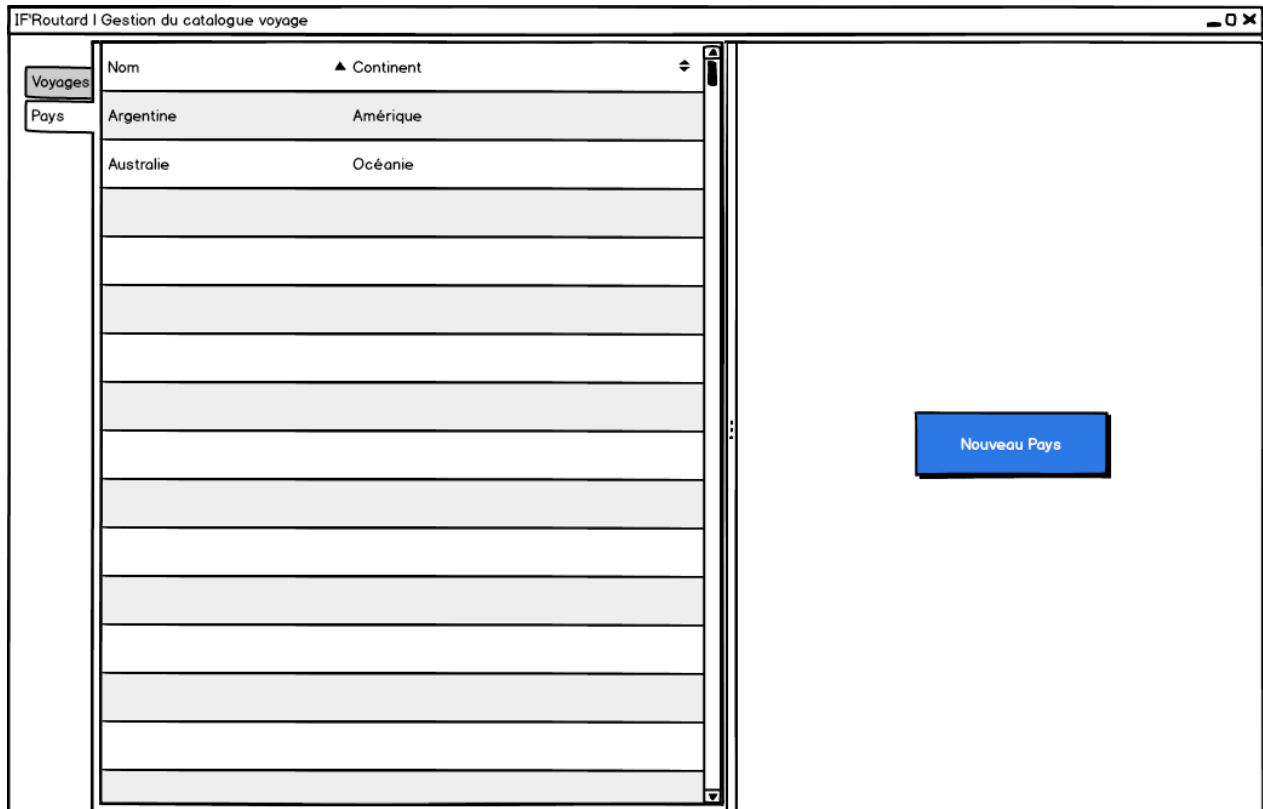 IF'Routard | Gestion du catalogue voyage
Voyages
Pays
Nom Continent
Argentine Amérique
Australie Océanie
Nouveau Pays